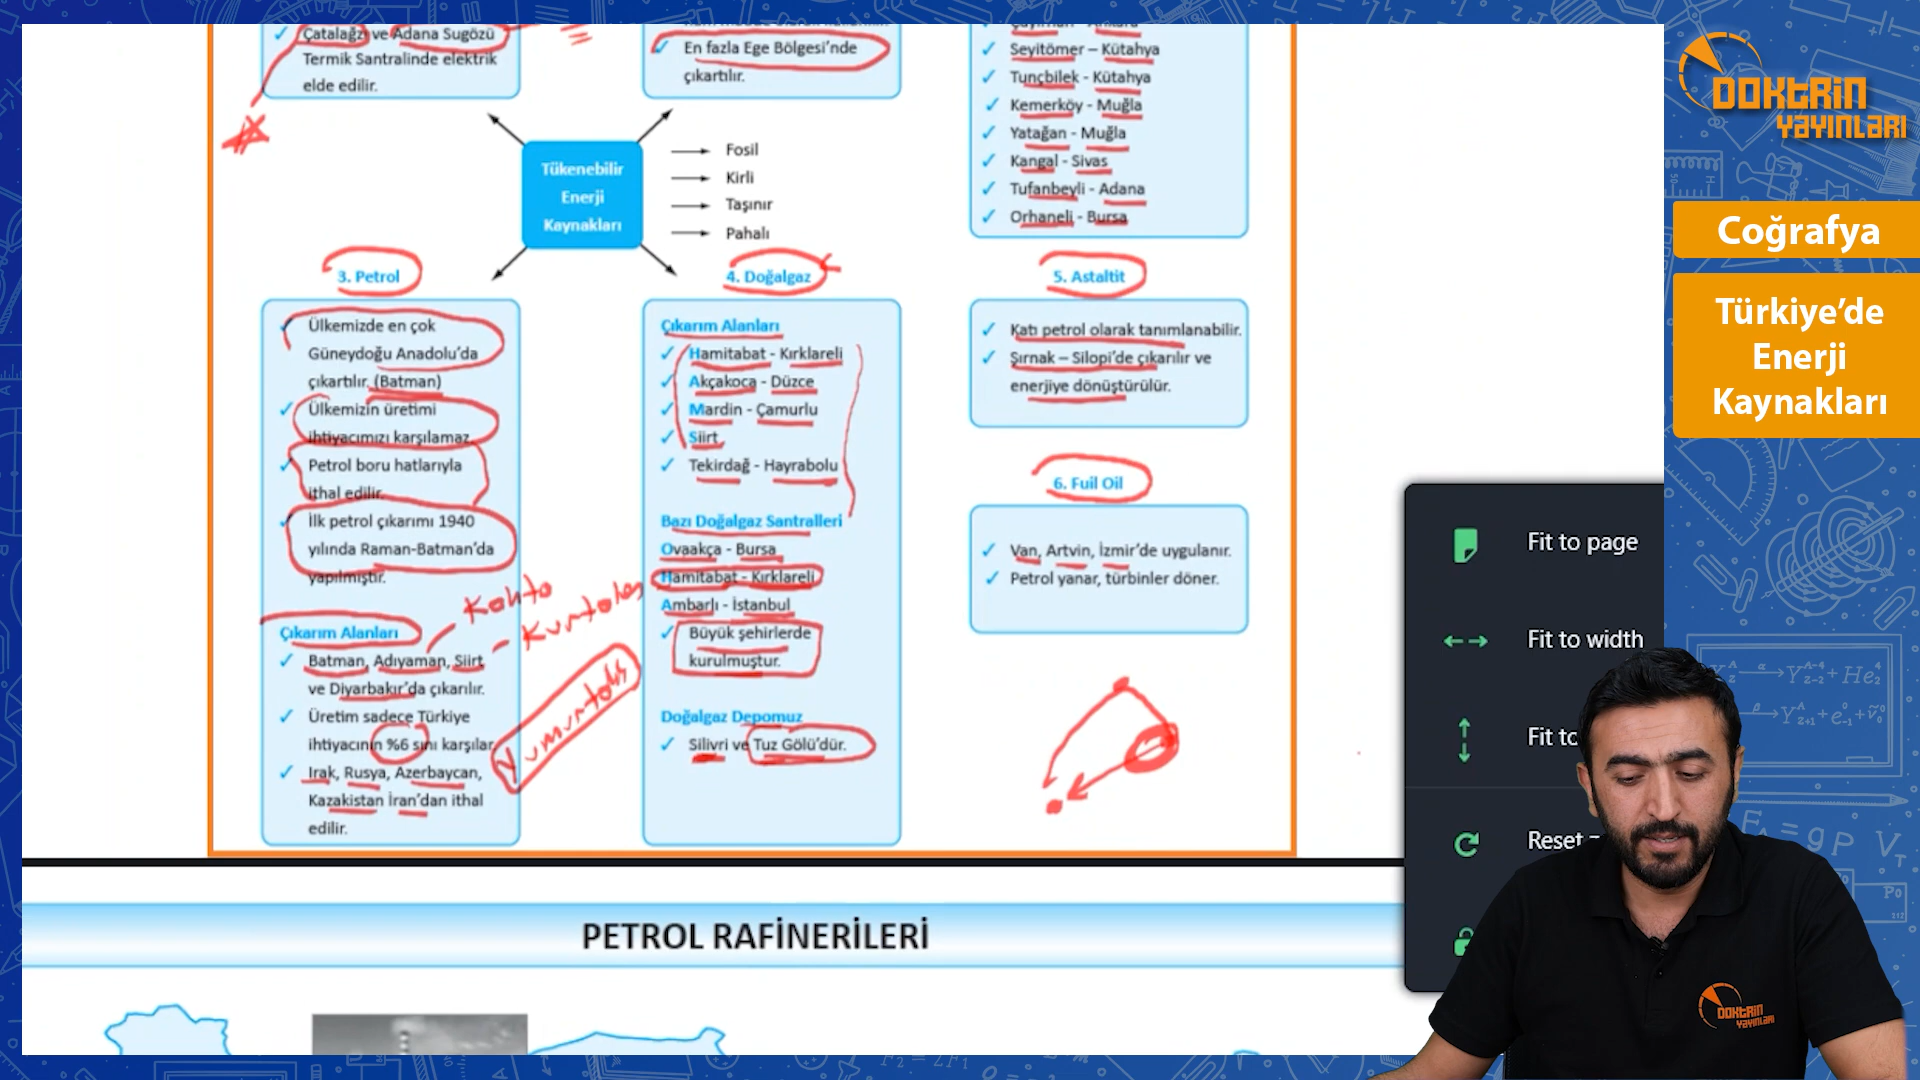 Çatalağzı ve Adana Sugözü
Termik Santralinde elektrik
elde edilir.
En fazla Ege Bölgesi'nde
çıkartılır.
Seyitömer – Kütahya
Tunçbilek - Kütahya
Kemerköy - Muğla
Yatağan - Muğla
Kangal - Sivas
Tufanbeyli - Adana
Orhaneli - Bursa
Tükenebilir
Enerji
Kaynakları
Fosil
Kirli
Taşınır
Pahalı
3. Petrol
Ülkemizde en çok
Güneydoğu Anadolu'da
çıkartılır. (Batman)
Ülkemizin üretimi
ihtiyacımızı karşılamaz.
Petrol boru hatlarıyla
ithal edilir.
İlk petrol çıkarımı 1940
yılında Raman-Batman'da
yapılmıştır.
Çıkarım Alanları
Batman, Adıyaman, Siirt
ve Diyarbakır'da çıkarılır.
Üretim sadece Türkiye
ihtiyacının %6 sını karşılar.
Irak, Rusya, Azerbaycan,
Kazakistan İran'dan ithal
edilir.
4. Doğalgaz
Çıkarım Alanları
Hamitabat - Kırklareli
Akçakoca - Düzce
Mardin - Çamurlu
Siirt
Tekirdağ - Hayrabolu
Bazı Doğalgaz Santralleri
Ovaakça - Bursa
Hamitabat - Kırklareli
Ambarlı - İstanbul
Büyük şehirlerde
kurulmuştur.
Doğalgaz Depomuz
Silivri ve Tuz Gölü'dür.
5. Astaltit
Katı petrol olarak tanımlanabilir.
Şırnak – Silopi'de çıkarılır ve
enerjiye dönüştürülür.
6. Fuil Oil
Van, Artvin, İzmir'de uygulanır.
Petrol yanar, türbinler döner.
PETROL RAFİNERİLERİ
DOKTRİN
YAYINLARI
Coğrafya
Türkiye'de
Enerji
Kaynakları
Fit to page
Fit to width
Fit to
Reset
DOKTRİN
YAYINLARI